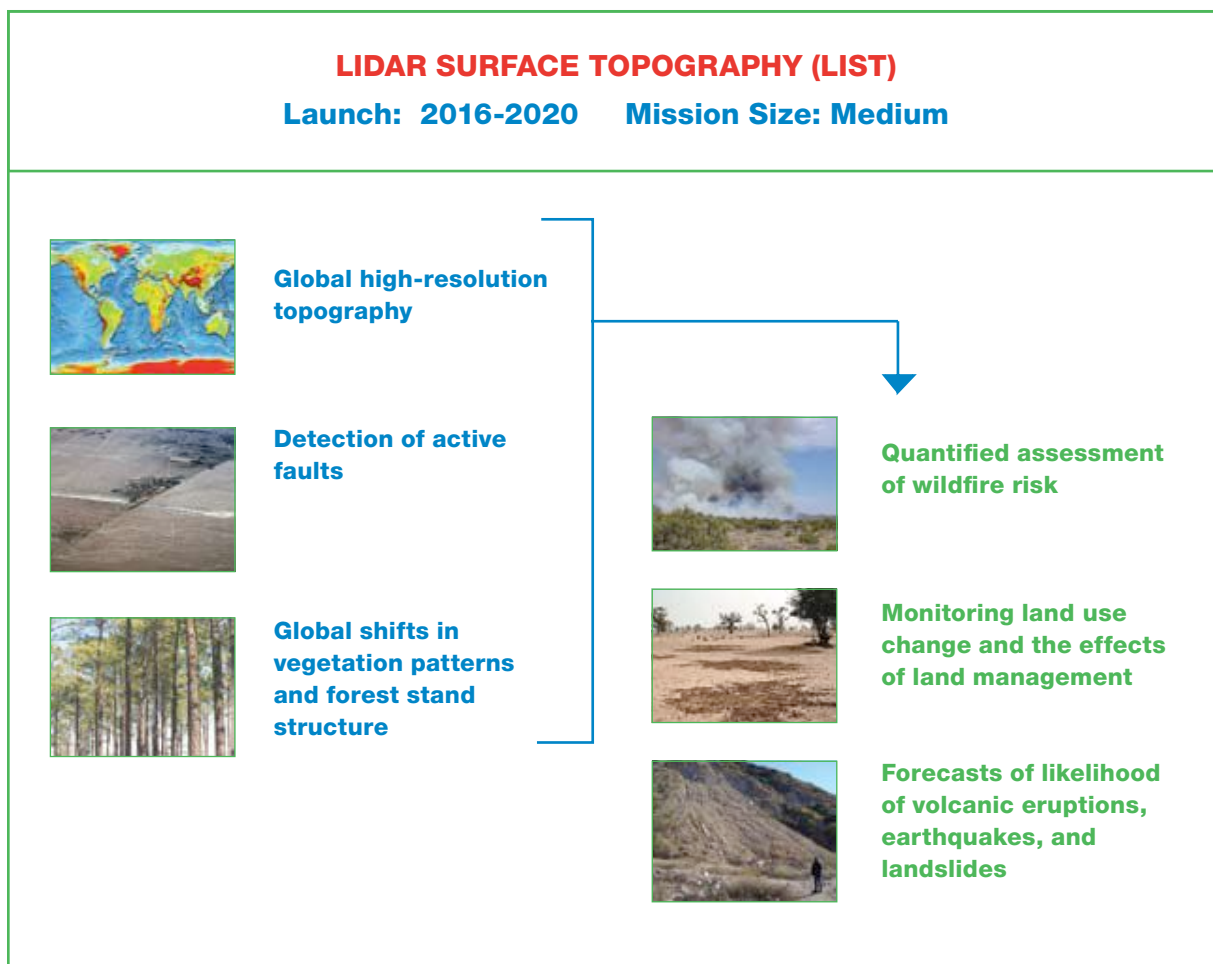 LIDAR SURFACE TOPOGRAPHY (LIST)
Launch: 2016-2020 Mission Size: Medium
Global high-resolution
topography
Detection of active
faults
Global shifts in
vegetation patterns
and forest stand
structure
Quantified assessment
of wildfire risk
Monitoring land use
change and the effects
of land management
Forecasts of likelihood
of volcanic eruptions,
earthquakes, and
landslides